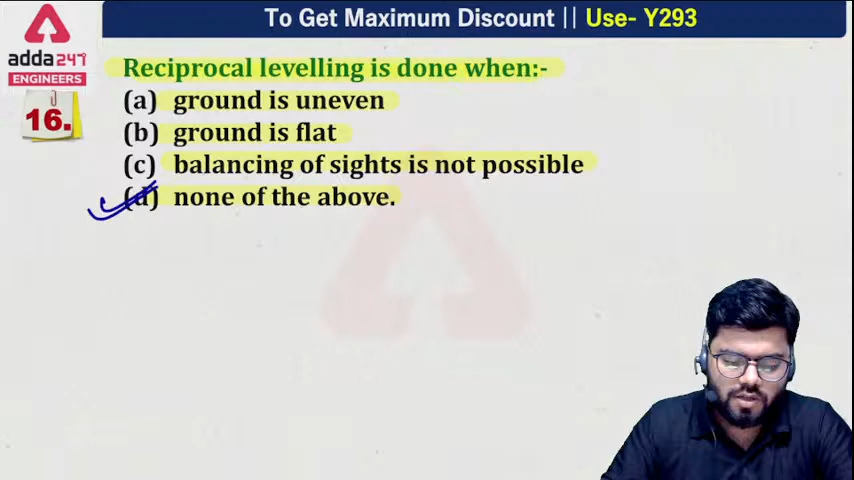 To Get Maximum Discount || Use- Y293
adda247
ENGINEERS
16.
Reciprocal levelling is done when:-
(a) ground is uneven
(b) ground is flat
(c) balancing of sights is not possible
(d) none of the above.